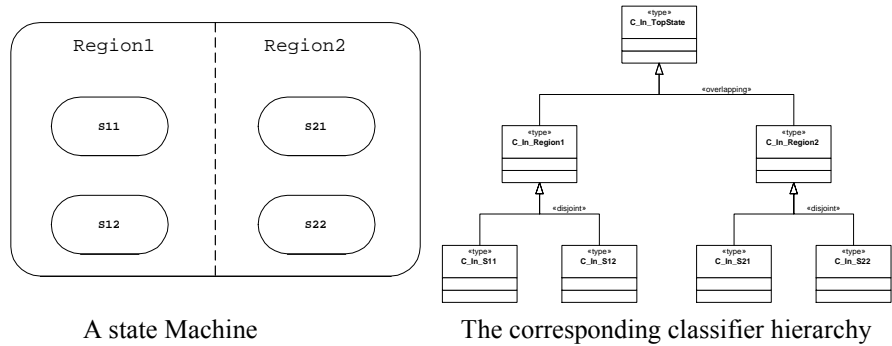 Region1 Region2
S11 S21
S12 S22
«type»
C_In_TopState
«overlapping»
«type» «type»
C_In_Region1 C_In_Region2
«disjoint» «disjoint»
«type» «type» «type» «type»
C_In_S11 C_In_S12 C_In_S21 C_In_S22
A state Machine The corresponding classifier hierarchy